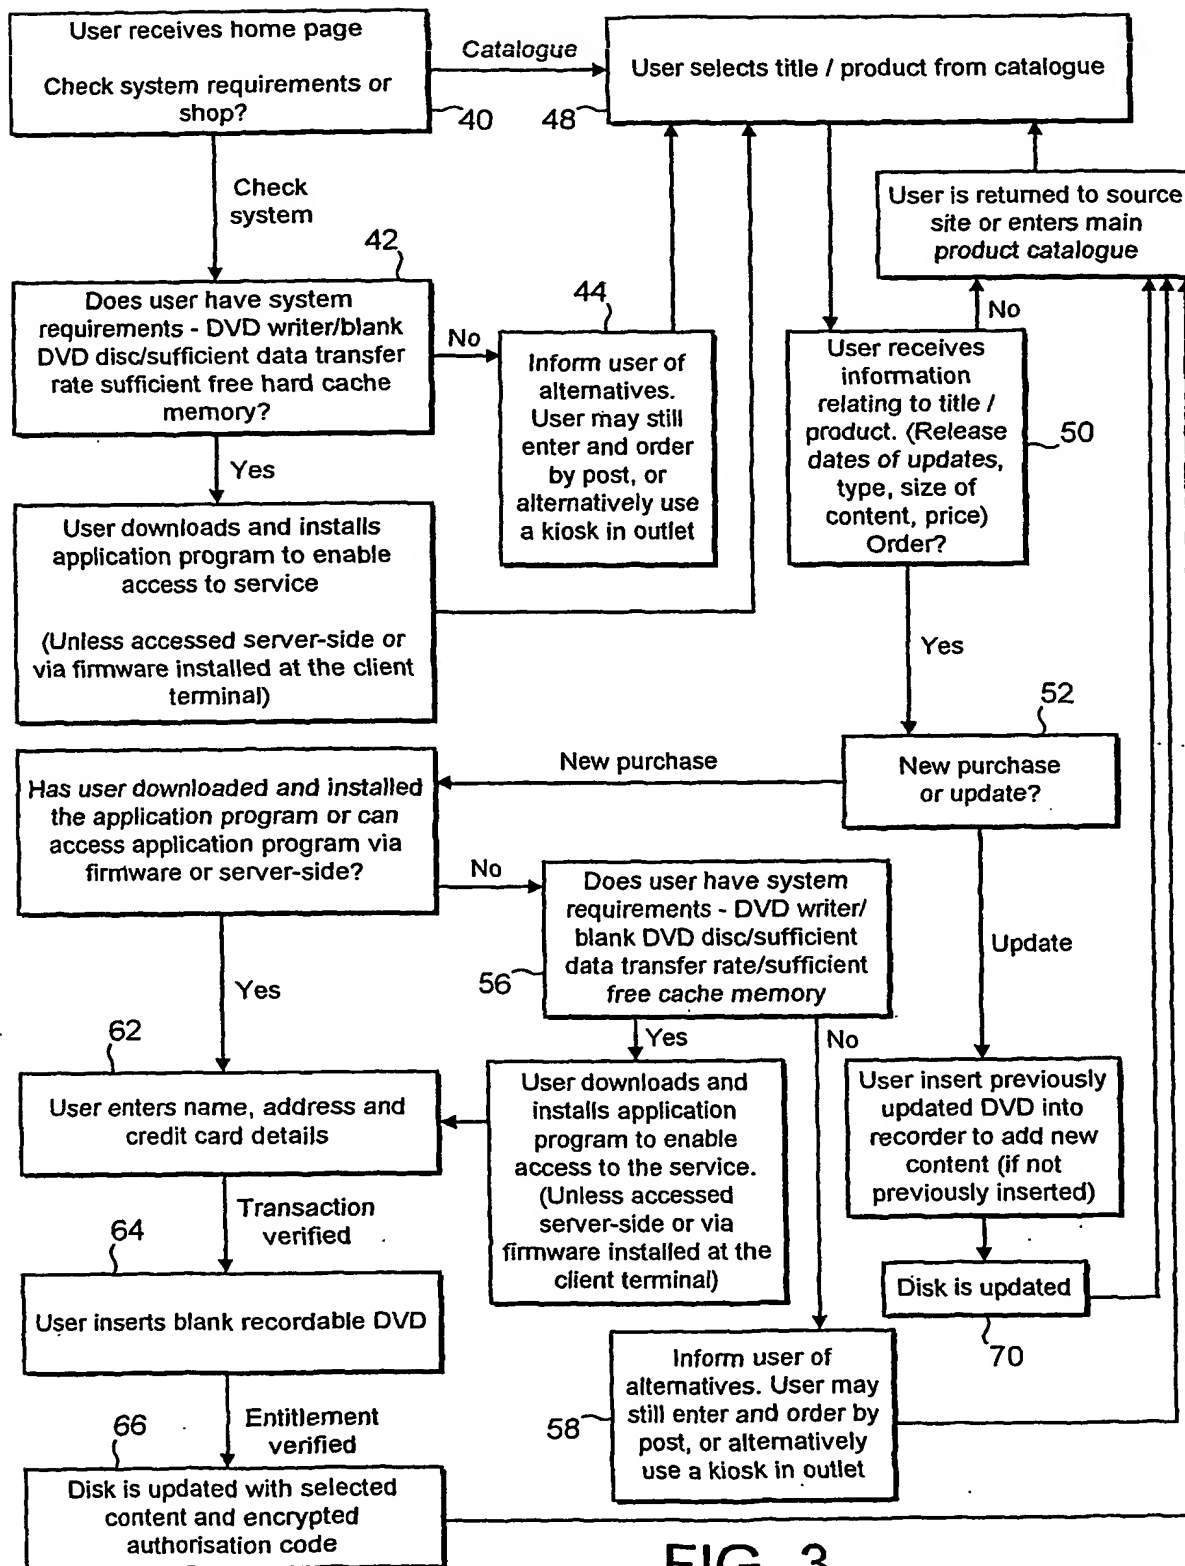 User receives home page
Check system requirements or
shop?
40
Catalogue
User selects title / product from catalogue
48
Check
system
User is returned to source
site or enters main
product catalogue
42
Does user have system
requirements - DVD writer/blank
DVD disc/sufficient data transfer
rate sufficient free hard cache
memory?
No
44
Inform user of
alternatives.
User may still
enter and order
by post, or
alternatively use
a kiosk in outlet
No
User receives
information
relating to title /
product. (Release
dates of updates,
type, size of
content, price)
Order?
50
Yes
User downloads and installs
application program to enable
access to service
(Unless accessed server-side or
via firmware installed at the client
terminal)
Yes
52
New purchase
New purchase
or update?
Has user downloaded and installed
the application program or can
access application program via
firmware or server-side?
No
Does user have system
requirements - DVD writer/
blank DVD disc/sufficient
data transfer rate/sufficient
free cache memory
56
Update
Yes
Yes
No
62
User enters name, address and
credit card details
User downloads and
installs application
program to enable
access to the service.
(Unless accessed
server-side or via
firmware installed at the
client terminal)
User insert previously
updated DVD into
recorder to add new
content (if not
previously inserted)
Transaction
verified
64
User inserts blank recordable DVD
Disk is updated
70
Inform user of
alternatives. User may
still enter and order by
post, or alternatively
use a kiosk in outlet
58
Entitlement
verified
66
Disk is updated with selected
content and encrypted
authorisation code
FIG. 3